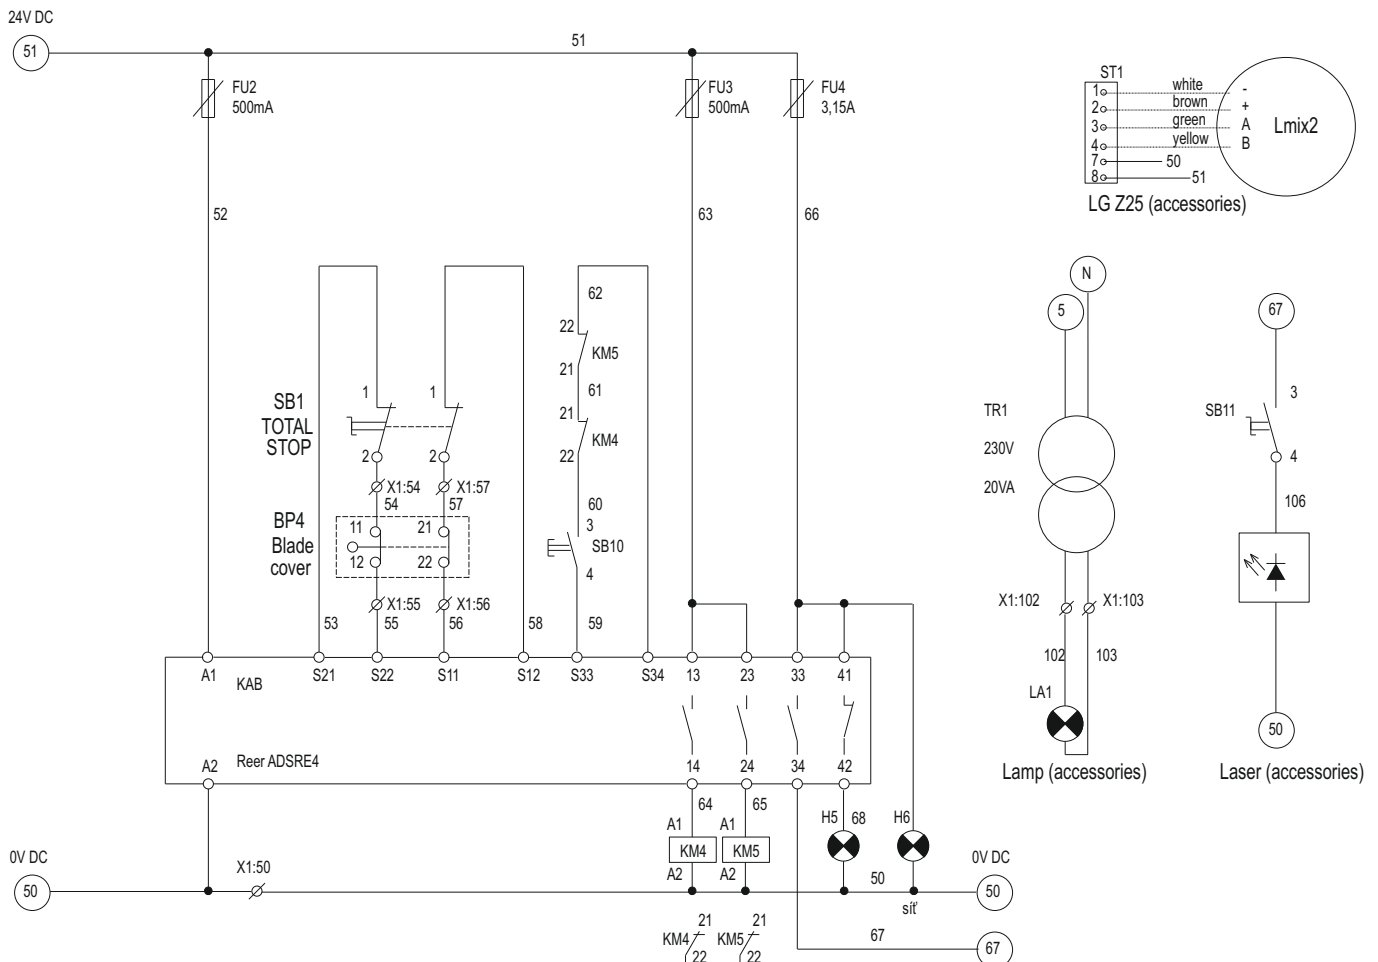 24V DC
51
51
FU2
500mA
FU3
500mA
FU4
3,15A
52
63
66
62
22
KM5
21
61
21
KM4
22
60
3
SB10
4
59
SB1
TOTAL
STOP
1
1
2
2
X1:54
X1:57
54
57
BP4
Blade
cover
11
21
12
22
X1:55
X1:56
53
55
56
58
A1
KAB
S21
S22
S11
S12
S33
S34
13
23
33
41
A2
Reer ADSRE4
14
24
34
42
64
65
A1
A1
KM4
KM5
A2
A2
H5
68
H6
0V DC
50
X1:50
50
0V DC
50
síť
21
KM4
22
21
KM5
22
67
67
ST1
1
white
-
2
brown
+
3
green
A
4
yellow
B
7
50
8
51
Lmix2
LG Z25 (accessories)
N
5
TR1
230V
20VA
X1:102
X1:103
102
103
LA1
Lamp (accessories)
67
3
SB11
4
106
50
Laser (accessories)